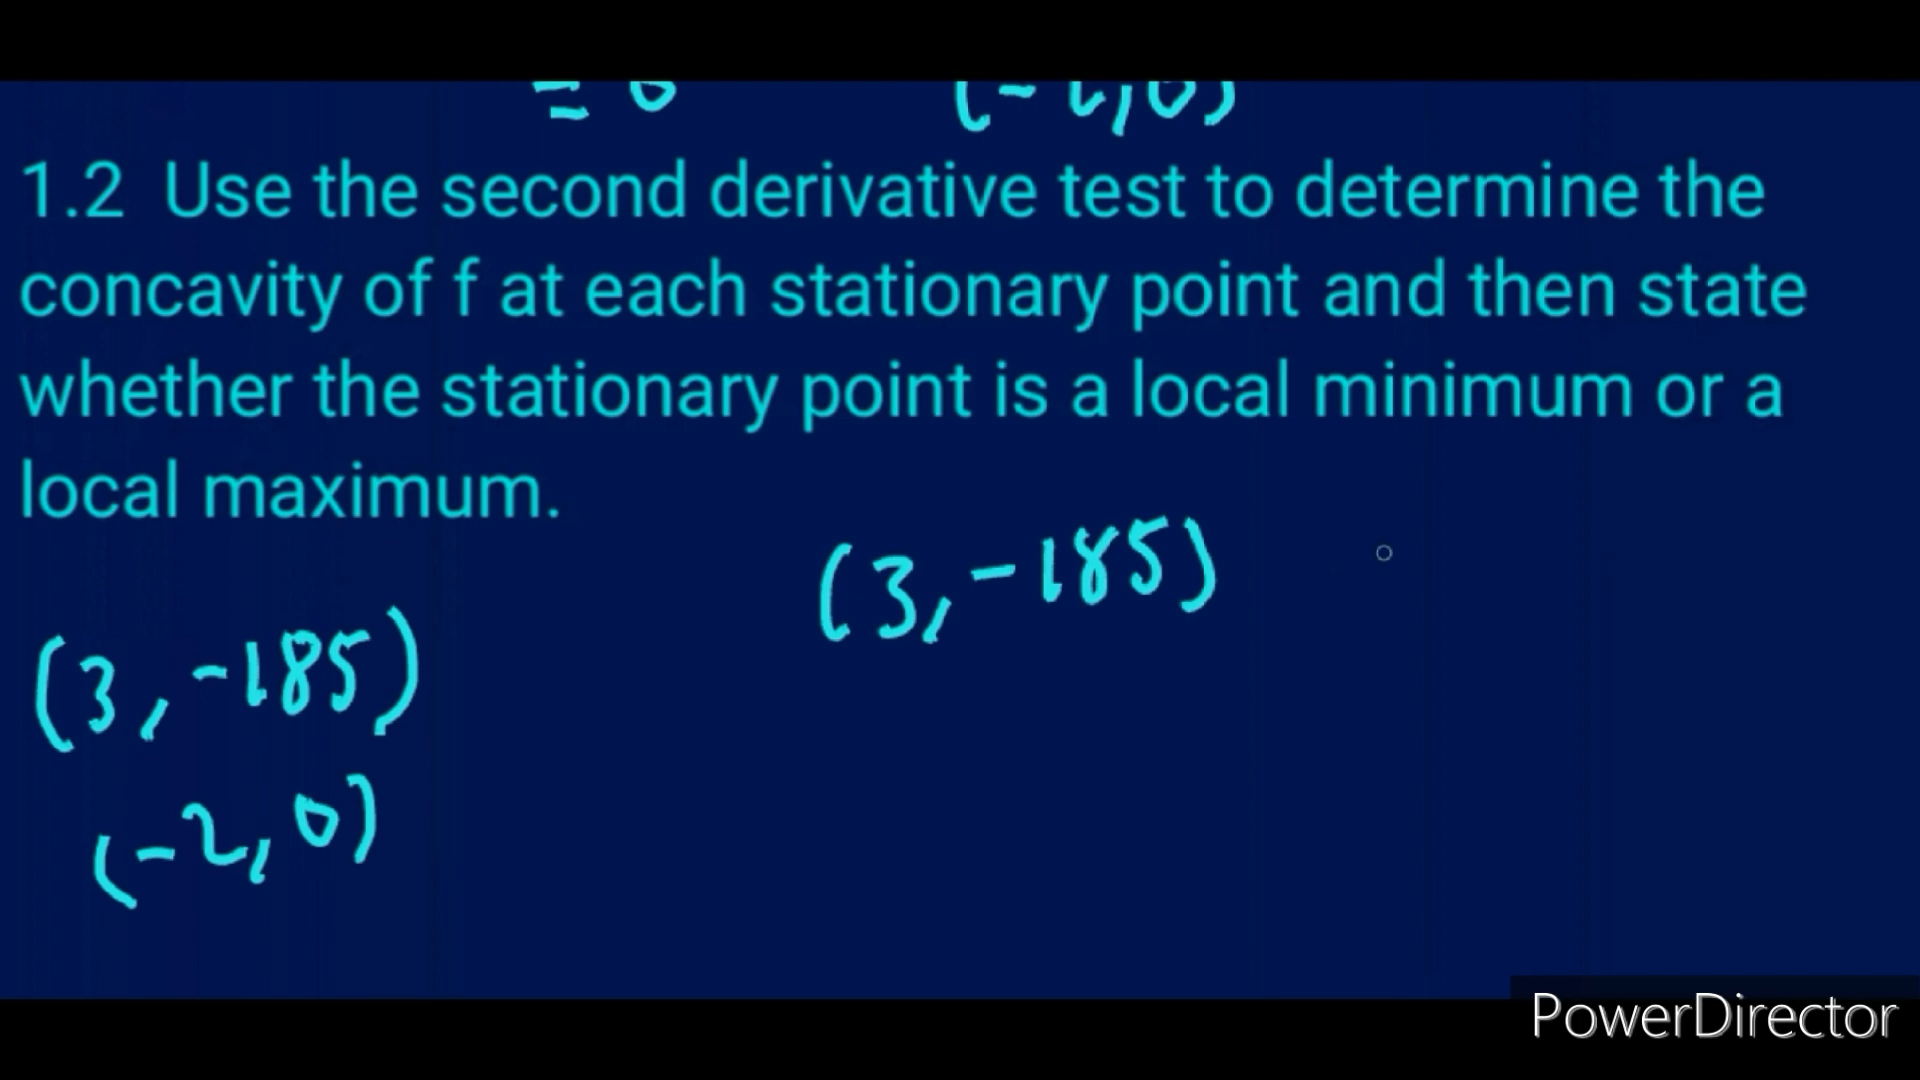 1.2 Use the second derivative test to determine the
concavity of f at each stationary point and then state
whether the stationary point is a local minimum or a
local maximum.
(3, -185)
(3, -185)
(-2, 0)
PowerDirector